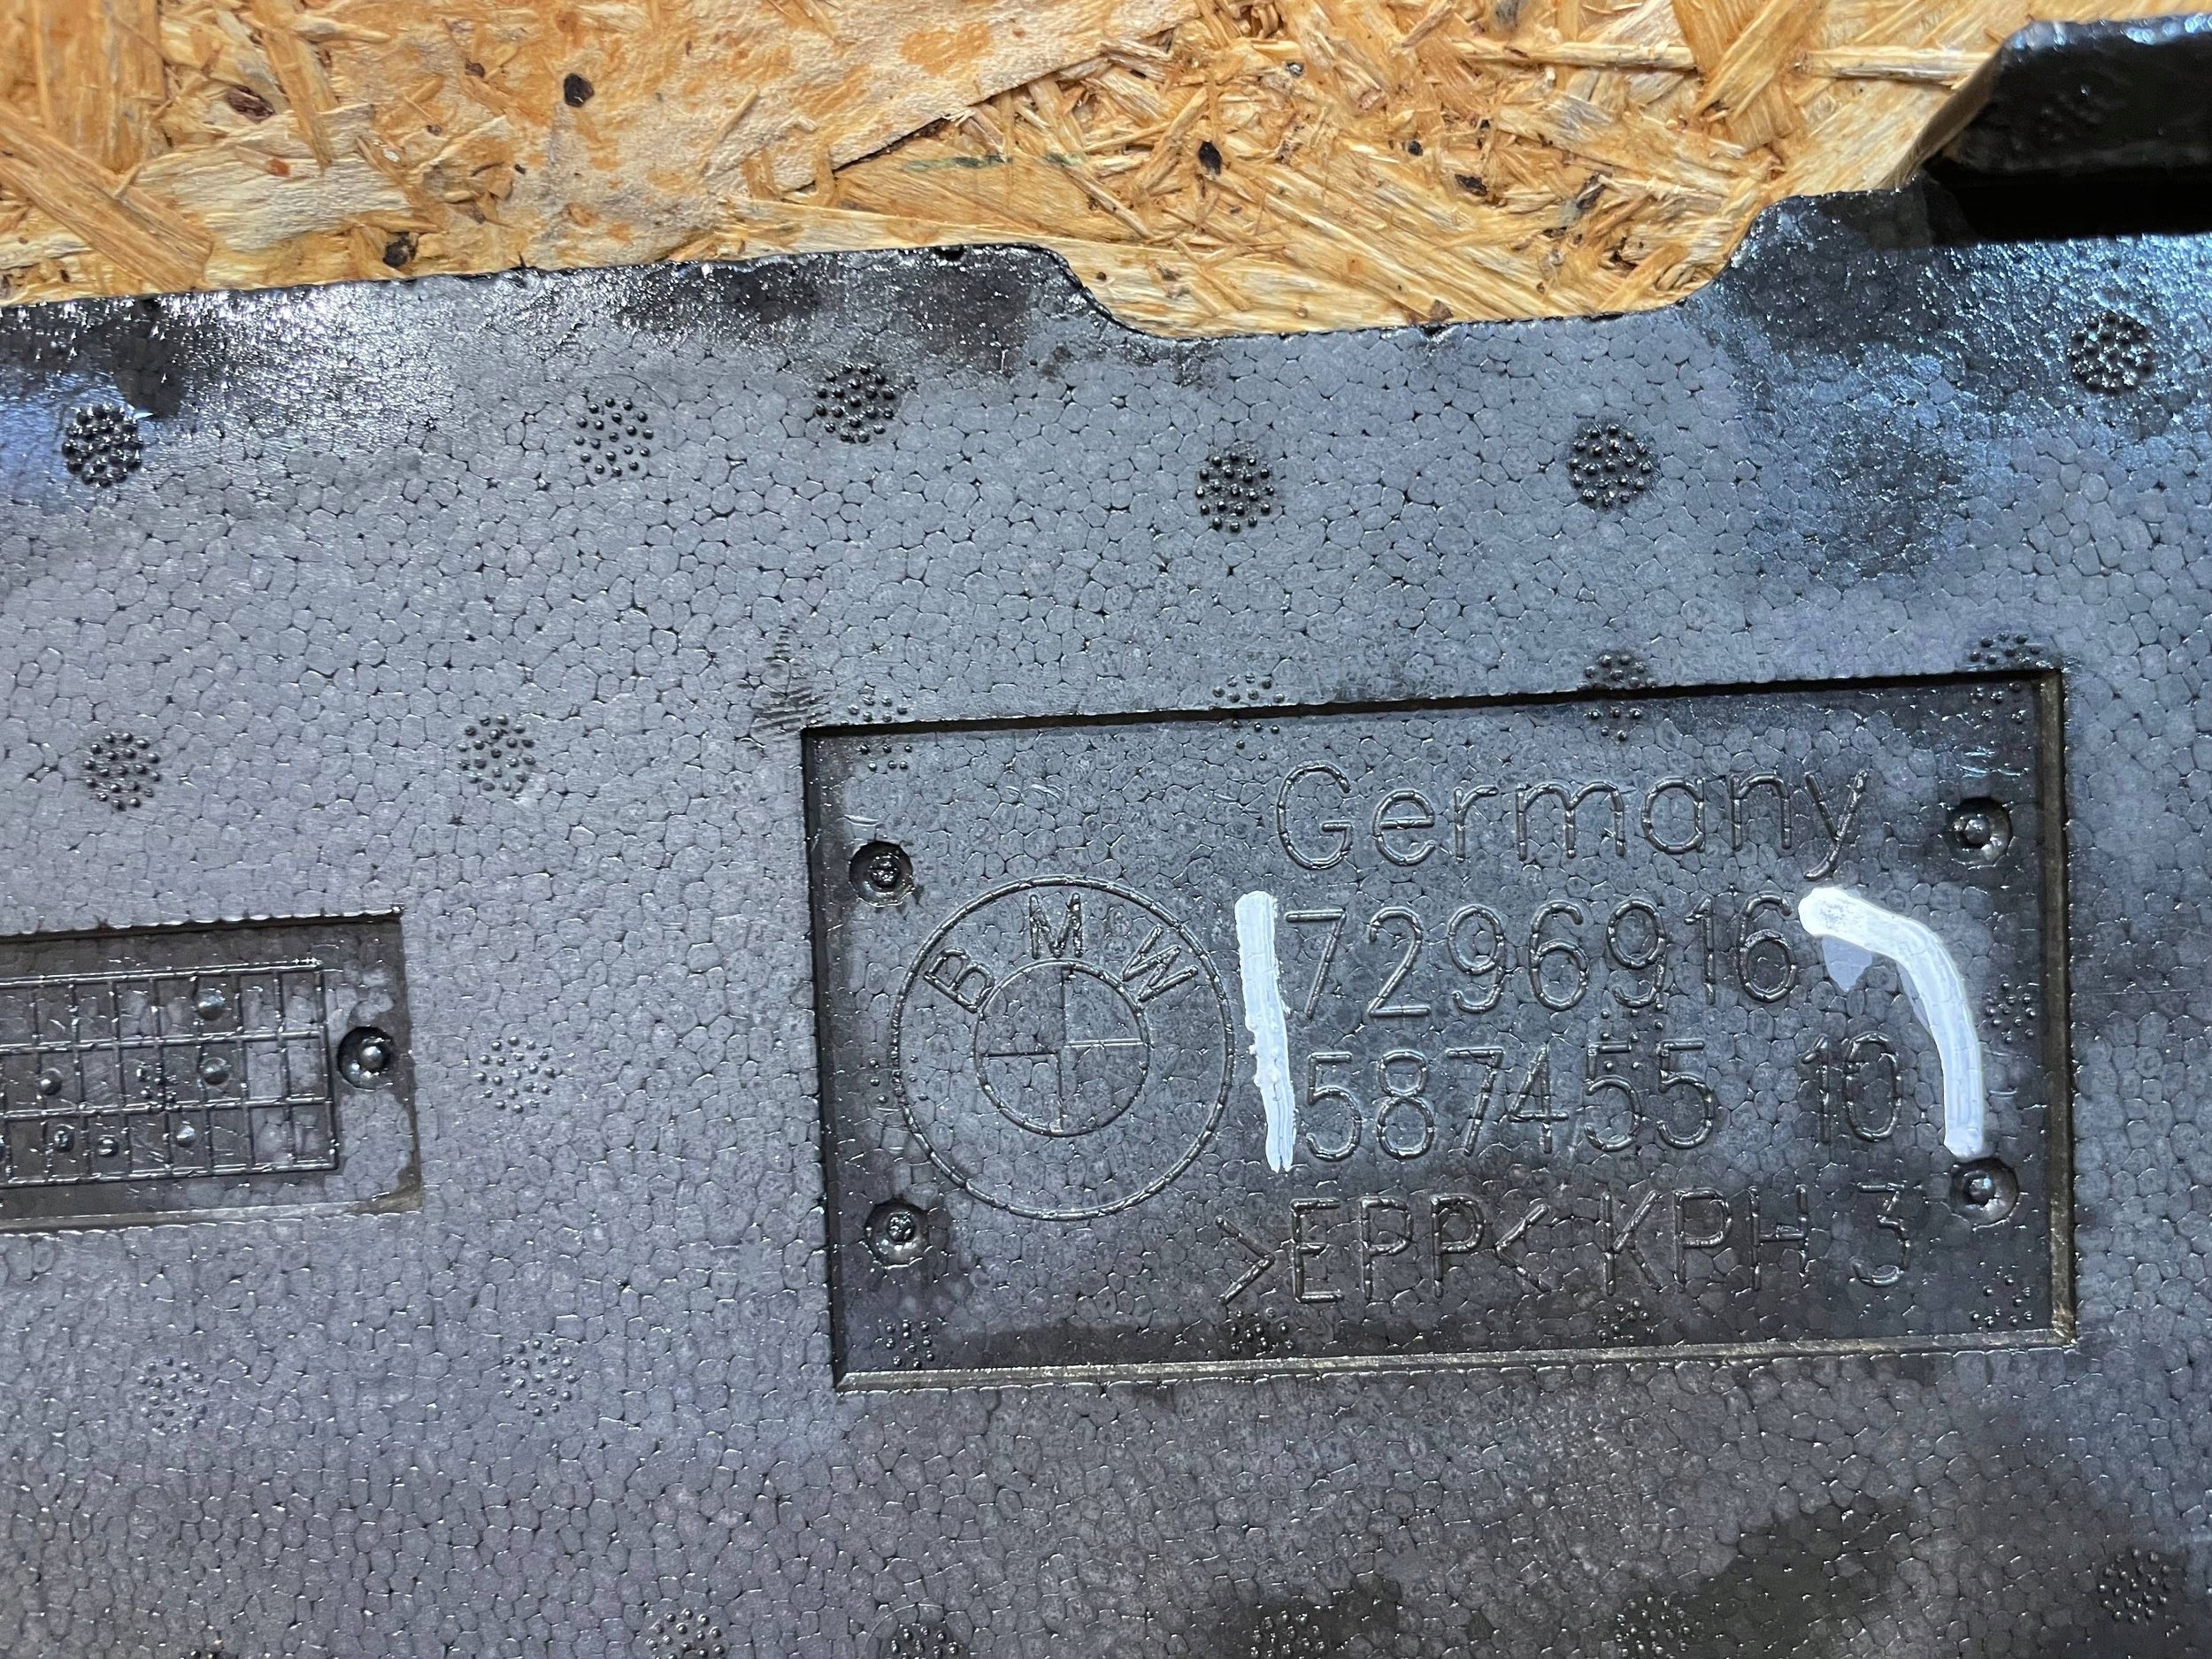 Germany
BMW
7296916
587455 10
>EPP< KPH 3